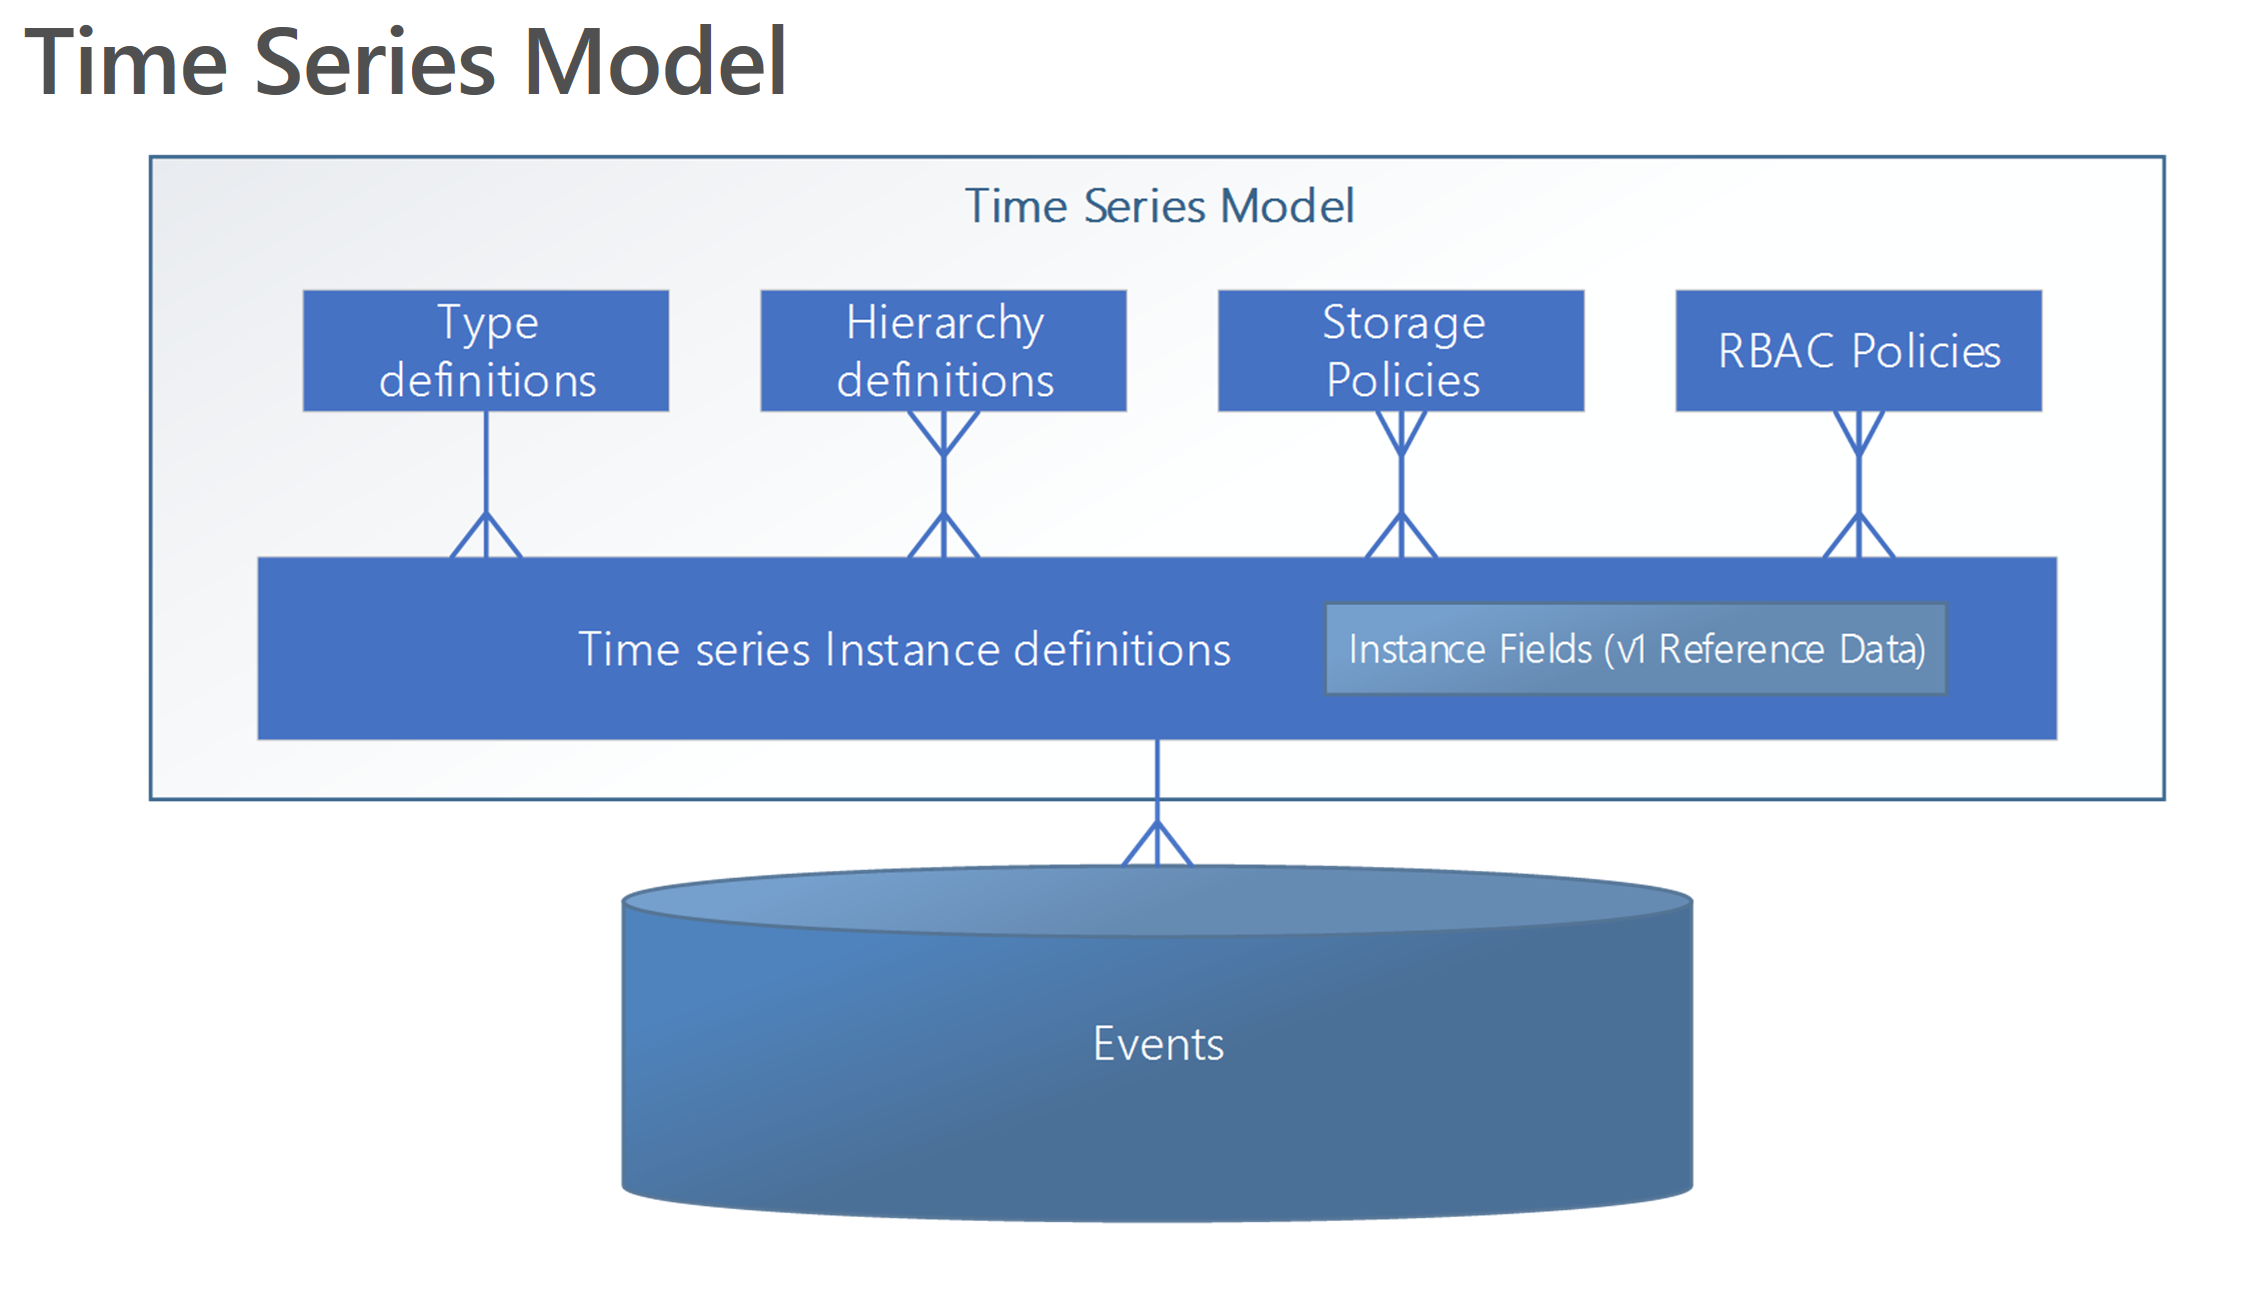 Time Series Model
Time Series Model
Type
definitions
Hierarchy
definitions
Storage
Policies
RBAC Policies
Time series Instance definitions
Instance Fields (v1 Reference Data)
Events